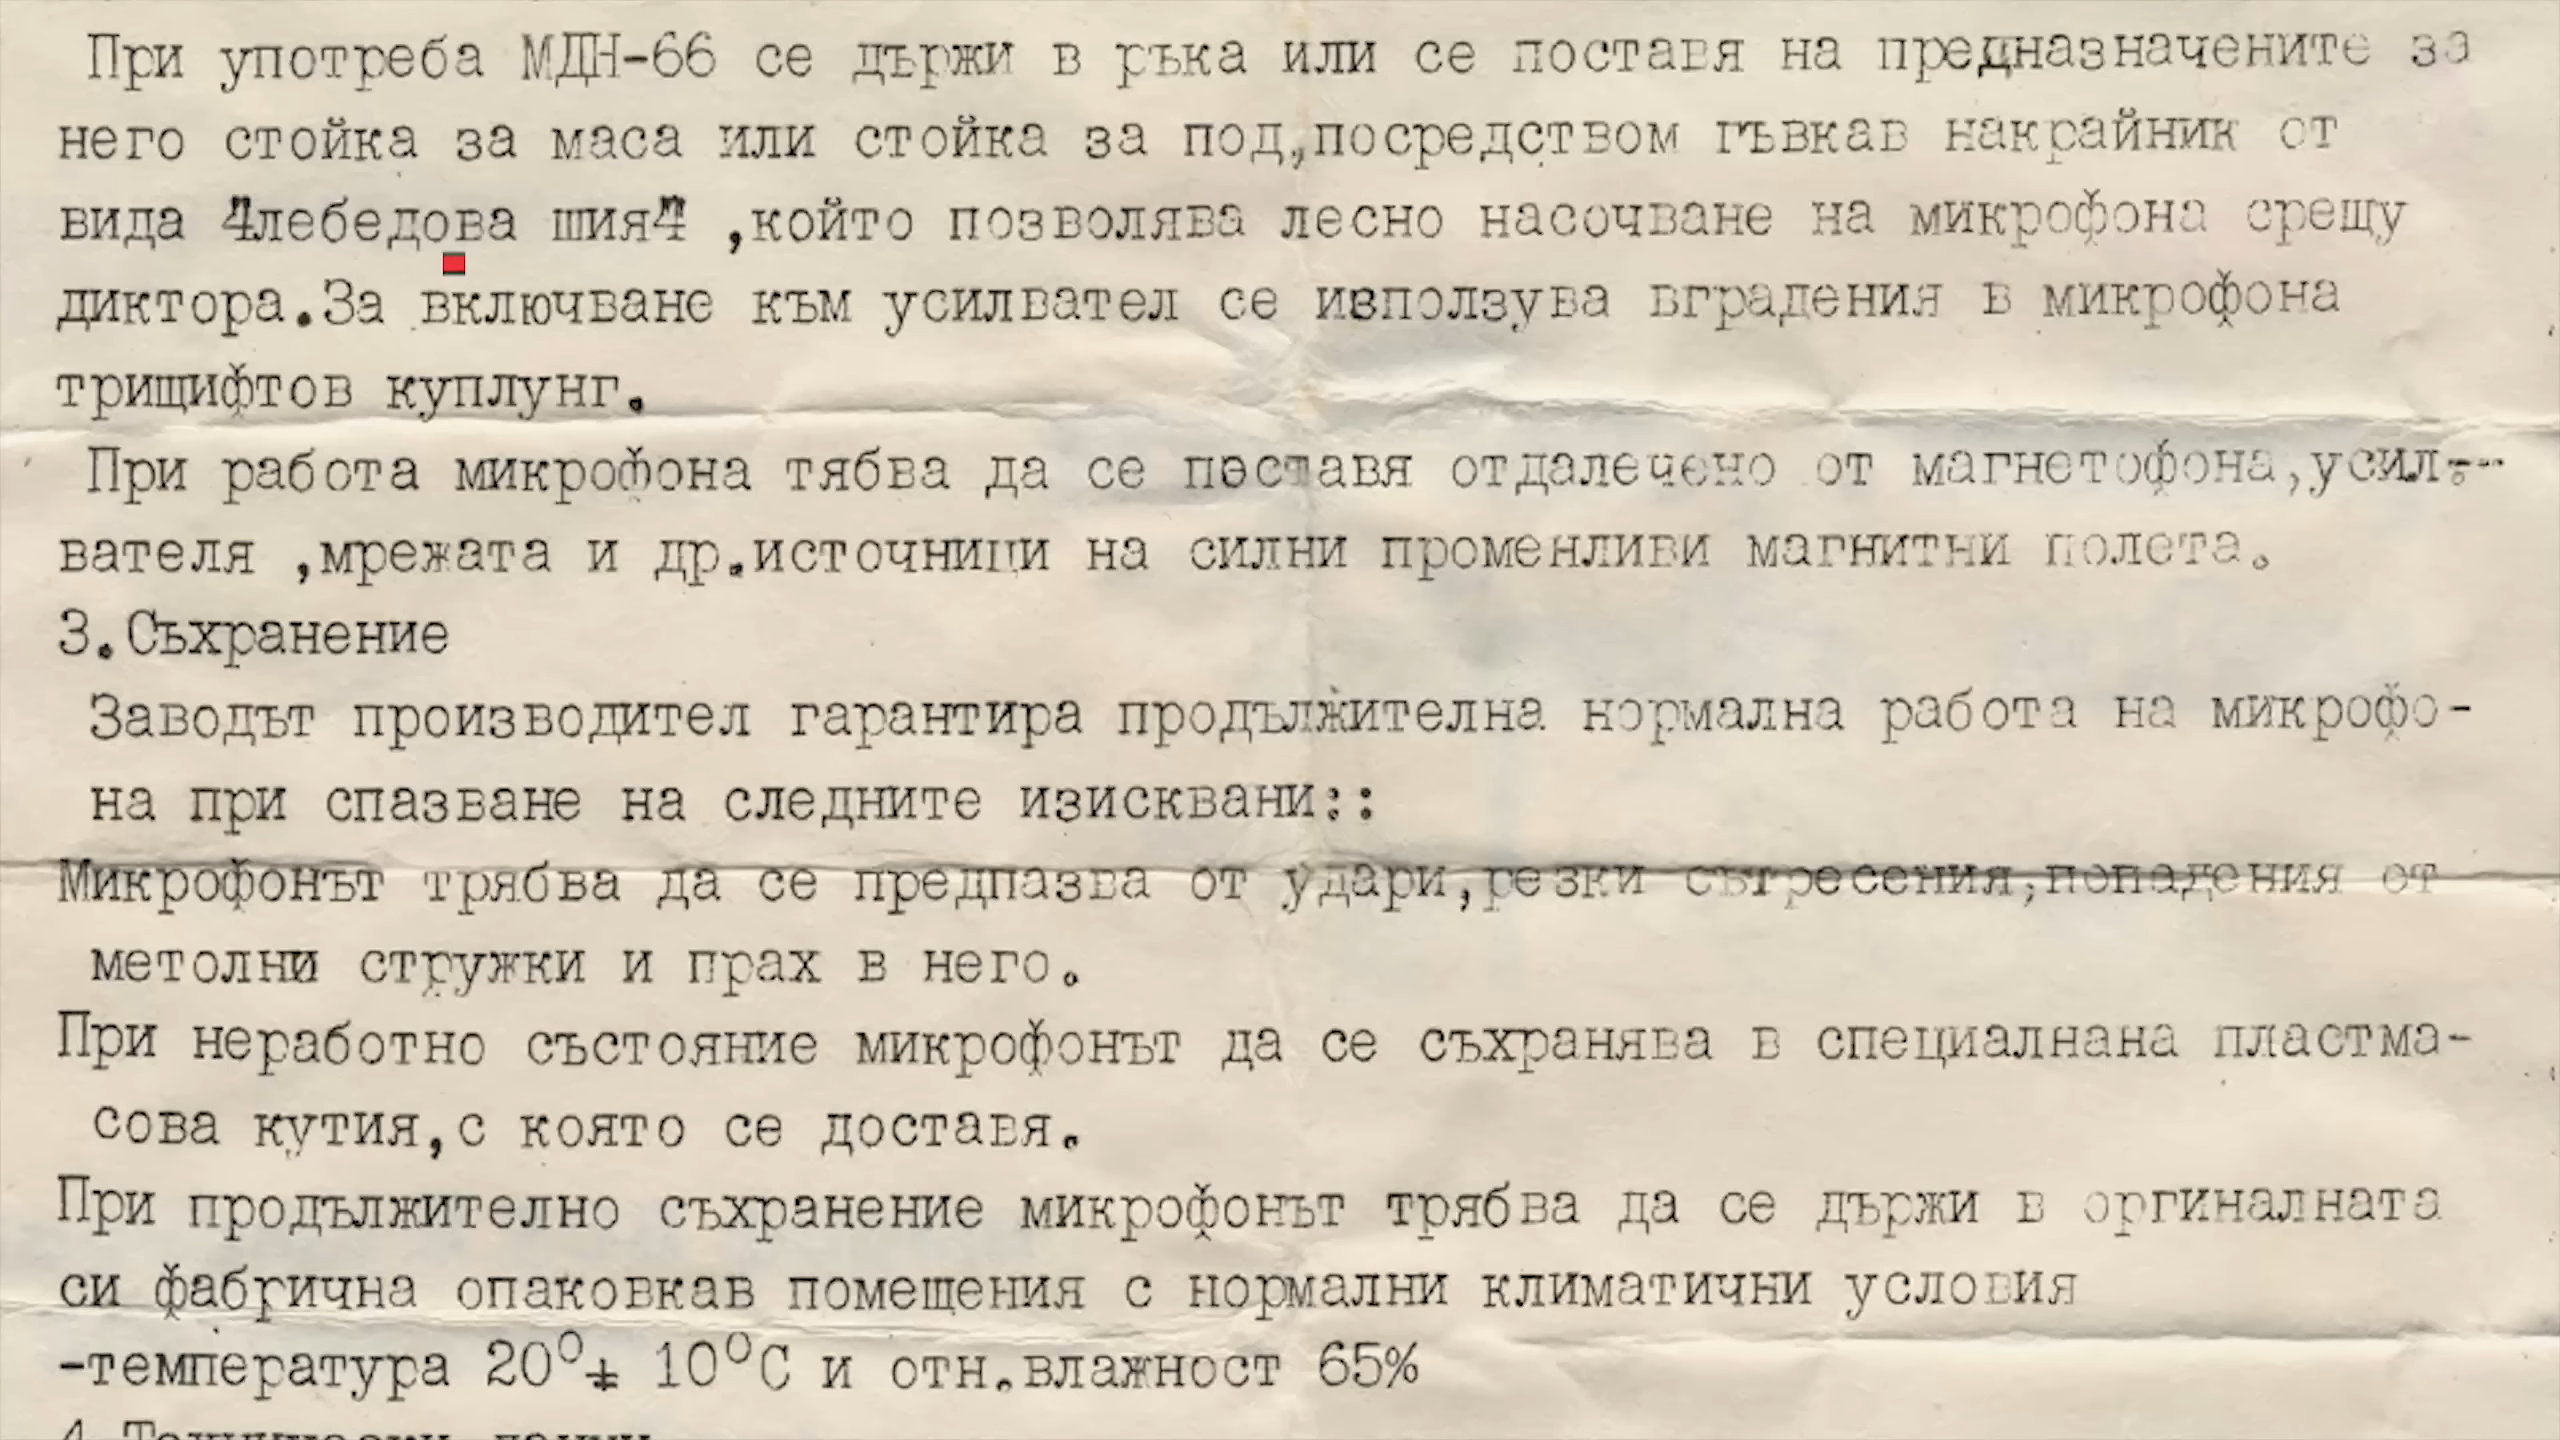 При употреба МДН-66 се държи в ръка или се поставя на предназначените за
него стойка за маса или стойка за под,посредством гъвкав накрайник от
вида "лебедова шия" ,който позволява лесно насочване на микрофона срещу
диктора.За включване към усилвател се използува вградения в микрофона
трищифтов куплунг.
При работа микрофона тябва да се поставя отдалечено от магнетофона,усил--
вателя ,мрежата и др.источници на силни променливи магнитни полета.
3.Съхранение
Заводът производител гарантира продължителна нормална работа на микрофо-
на при спазване на следните изисквани::
Микрофонът трябва да се предпазва от удари,резки сътресения,попадения от
метолни стружки и прах в него.
При неработно състояние микрофонът да се съхранява в специалнана пластма-
сова кутия,с която се доставя.
При продължително съхранение микрофонът трябва да се държи в оргиналната
си фабрична опаковкав помещения с нормални климатични условия
-температура 20⁰± 10⁰С и отн.влажност 65%